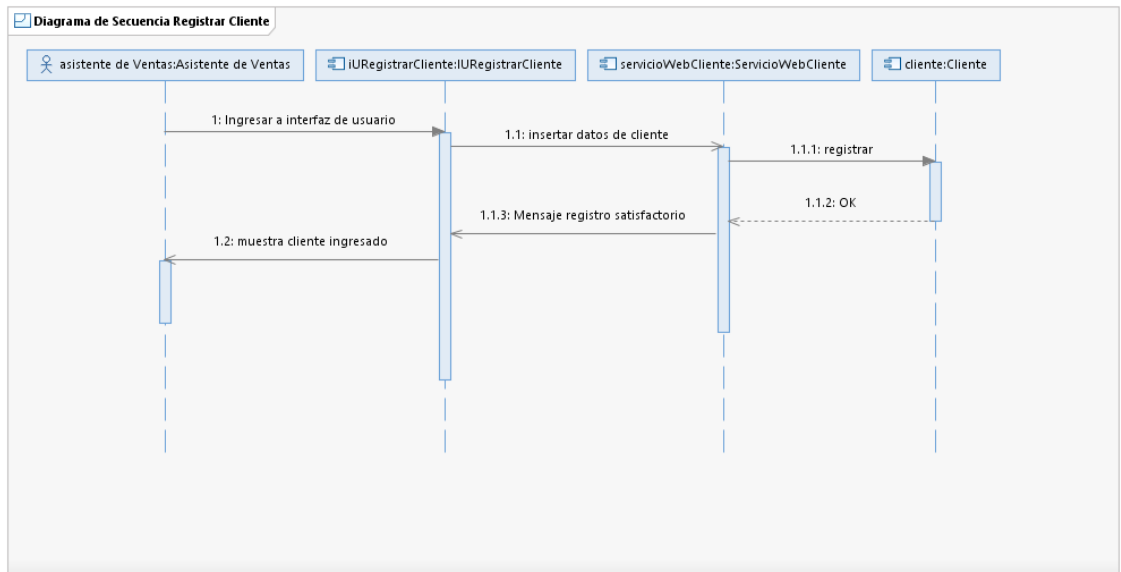 Diagrama de Secuencia Registrar Cliente
asistente de Ventas:Asistente de Ventas
iURegistrarCliente:IURegistrarCliente
servicioWebCliente:ServicioWebCliente
cliente:Cliente
1: Ingresar a interfaz de usuario
1.1: insertar datos de cliente
1.1.1: registrar
1.1.2: OK
1.1.3: Mensaje registro satisfactorio
1.2: muestra cliente ingresado